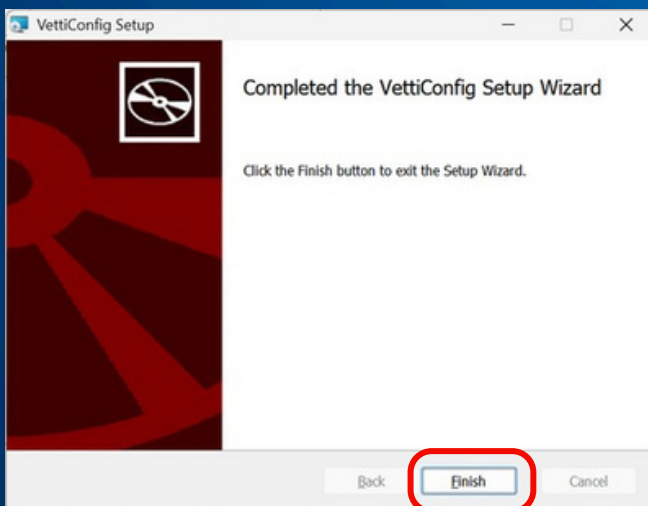 VettiConfig Setup
Completed the VettiConfig Setup Wizard
Click the Finish button to exit the Setup Wizard.
Back Finish Cancel